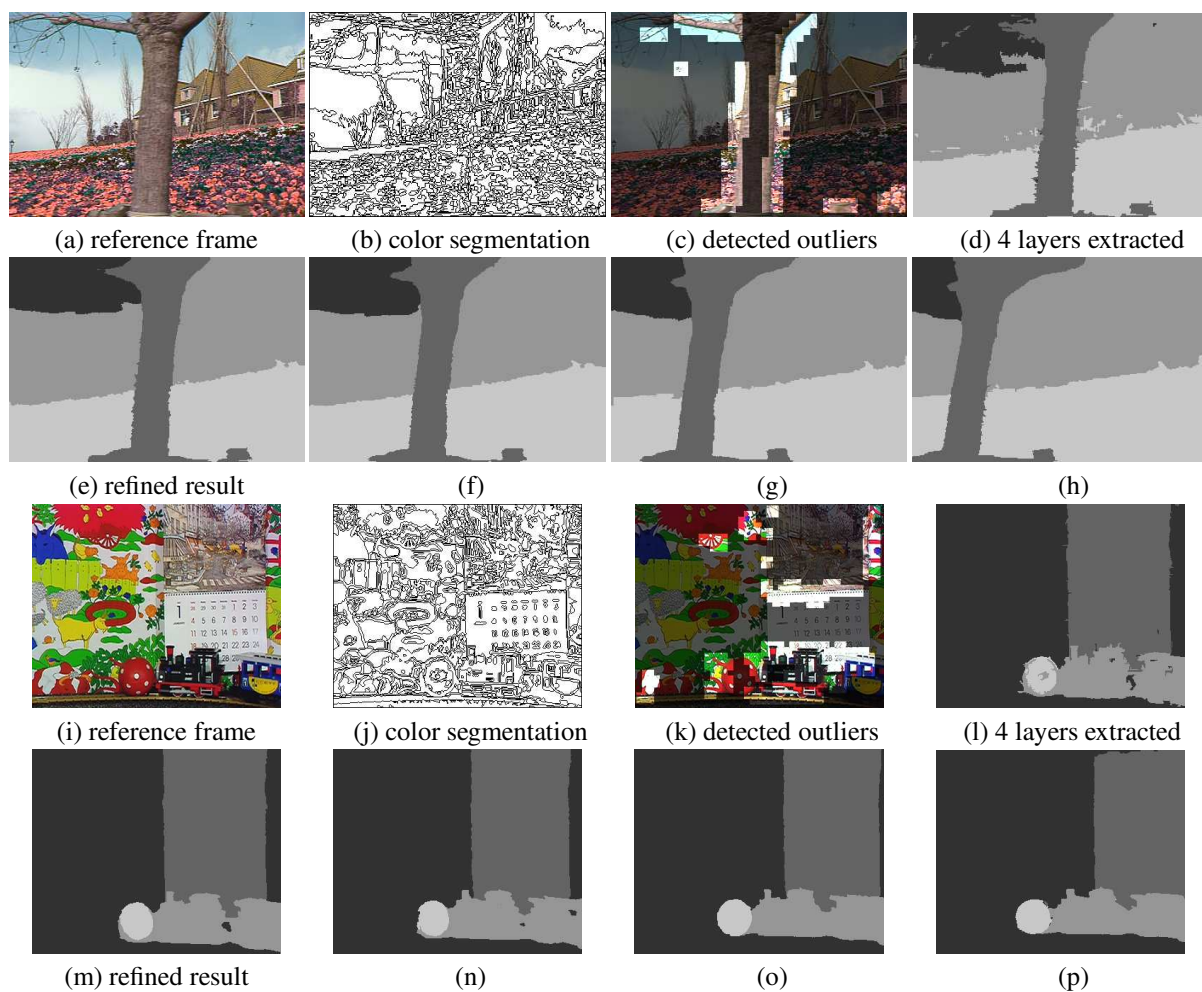 (a) reference frame
(b) color segmentation
(c) detected outliers
(d) 4 layers extracted
(e) refined result
(f)
(g)
(h)
(i) reference frame
(j) color segmentation
(k) detected outliers
(l) 4 layers extracted
(m) refined result
(n)
(o)
(p)